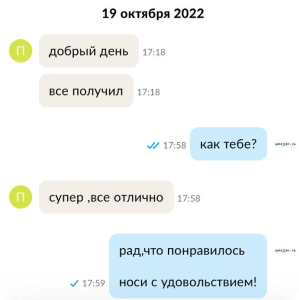 19 октября 2022
П
добрый день
17:18
все получил
17:18
17:58
как тебе?
П
супер ,все отлично
17:58
рад,что понравилось
17:59
носи с удовольствием!